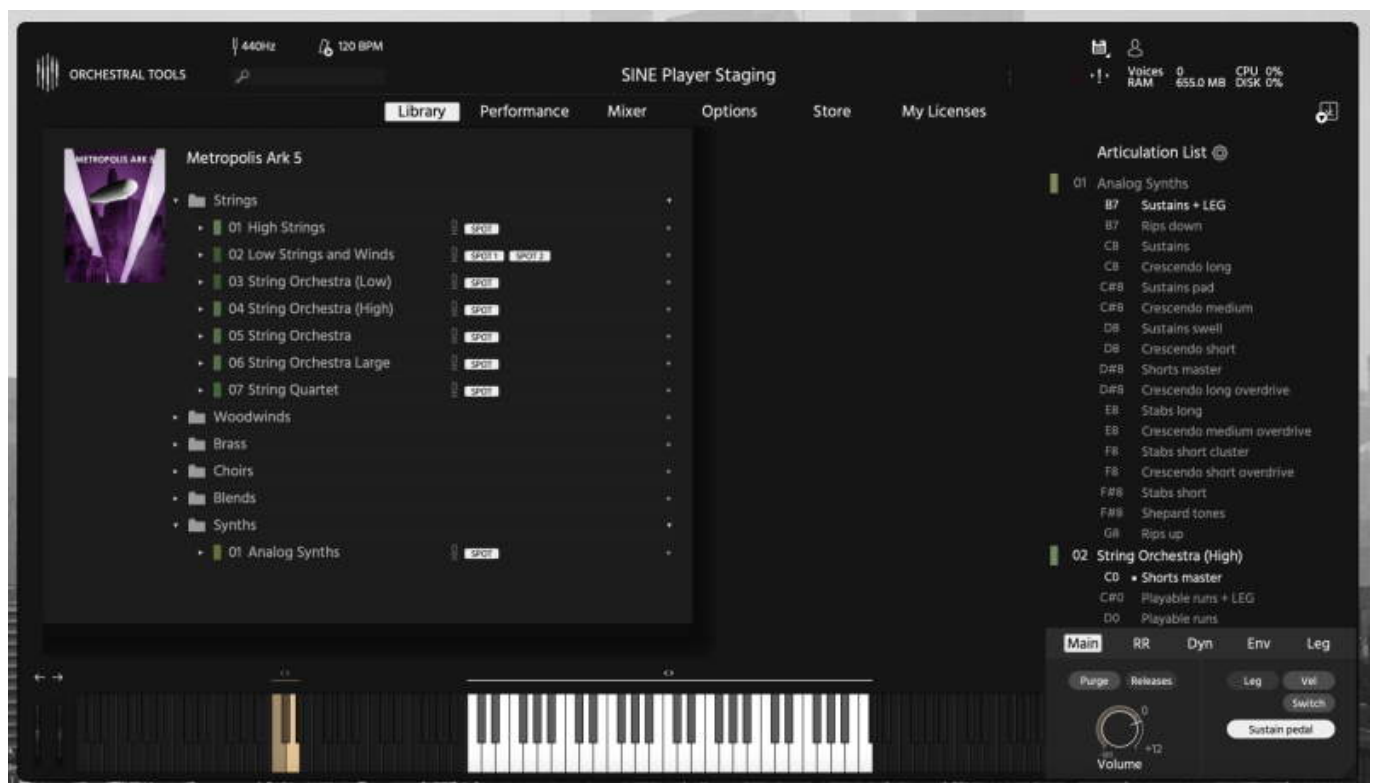 440Hz 120 BPM
ORCHESTRAL TOOLS
SINE Player Staging
Voices 0 CPU 0%
RAM 655.0 MB DISK 0%
Library Performance Mixer Options Store My Licenses
METROPOLIS ARK 5
Metropolis Ark 5
Strings
01 High Strings SPOT
02 Low Strings and Winds SPOT 1 SPOT 2
03 String Orchestra (Low) SPOT
04 String Orchestra (High) SPOT
05 String Orchestra SPOT
06 String Orchestra Large SPOT
07 String Quartet SPOT
Woodwinds
Brass
Choirs
Blends
Synths
01 Analog Synths SPOT
Articulation List
01 Analog Synths
B7 Sustains + LEG
B7 Rips down
C8 Sustains
C8 Crescendo long
C#8 Sustains pad
C#8 Crescendo medium
D8 Sustains swell
D8 Crescendo short
D#8 Shorts master
D#8 Crescendo long overdrive
E8 Stabs long
E8 Crescendo medium overdrive
F8 Stabs short cluster
F8 Crescendo short overdrive
F#8 Stabs short
F#8 Shepard tones
G8 Rips up
02 String Orchestra (High)
C0 • Shorts master
C#0 Playable runs + LEG
D0 Playable runs
Main RR Dyn Env Leg
Purge Releases Leg Vel
Switch
0
Sustain pedal
+12
Volume